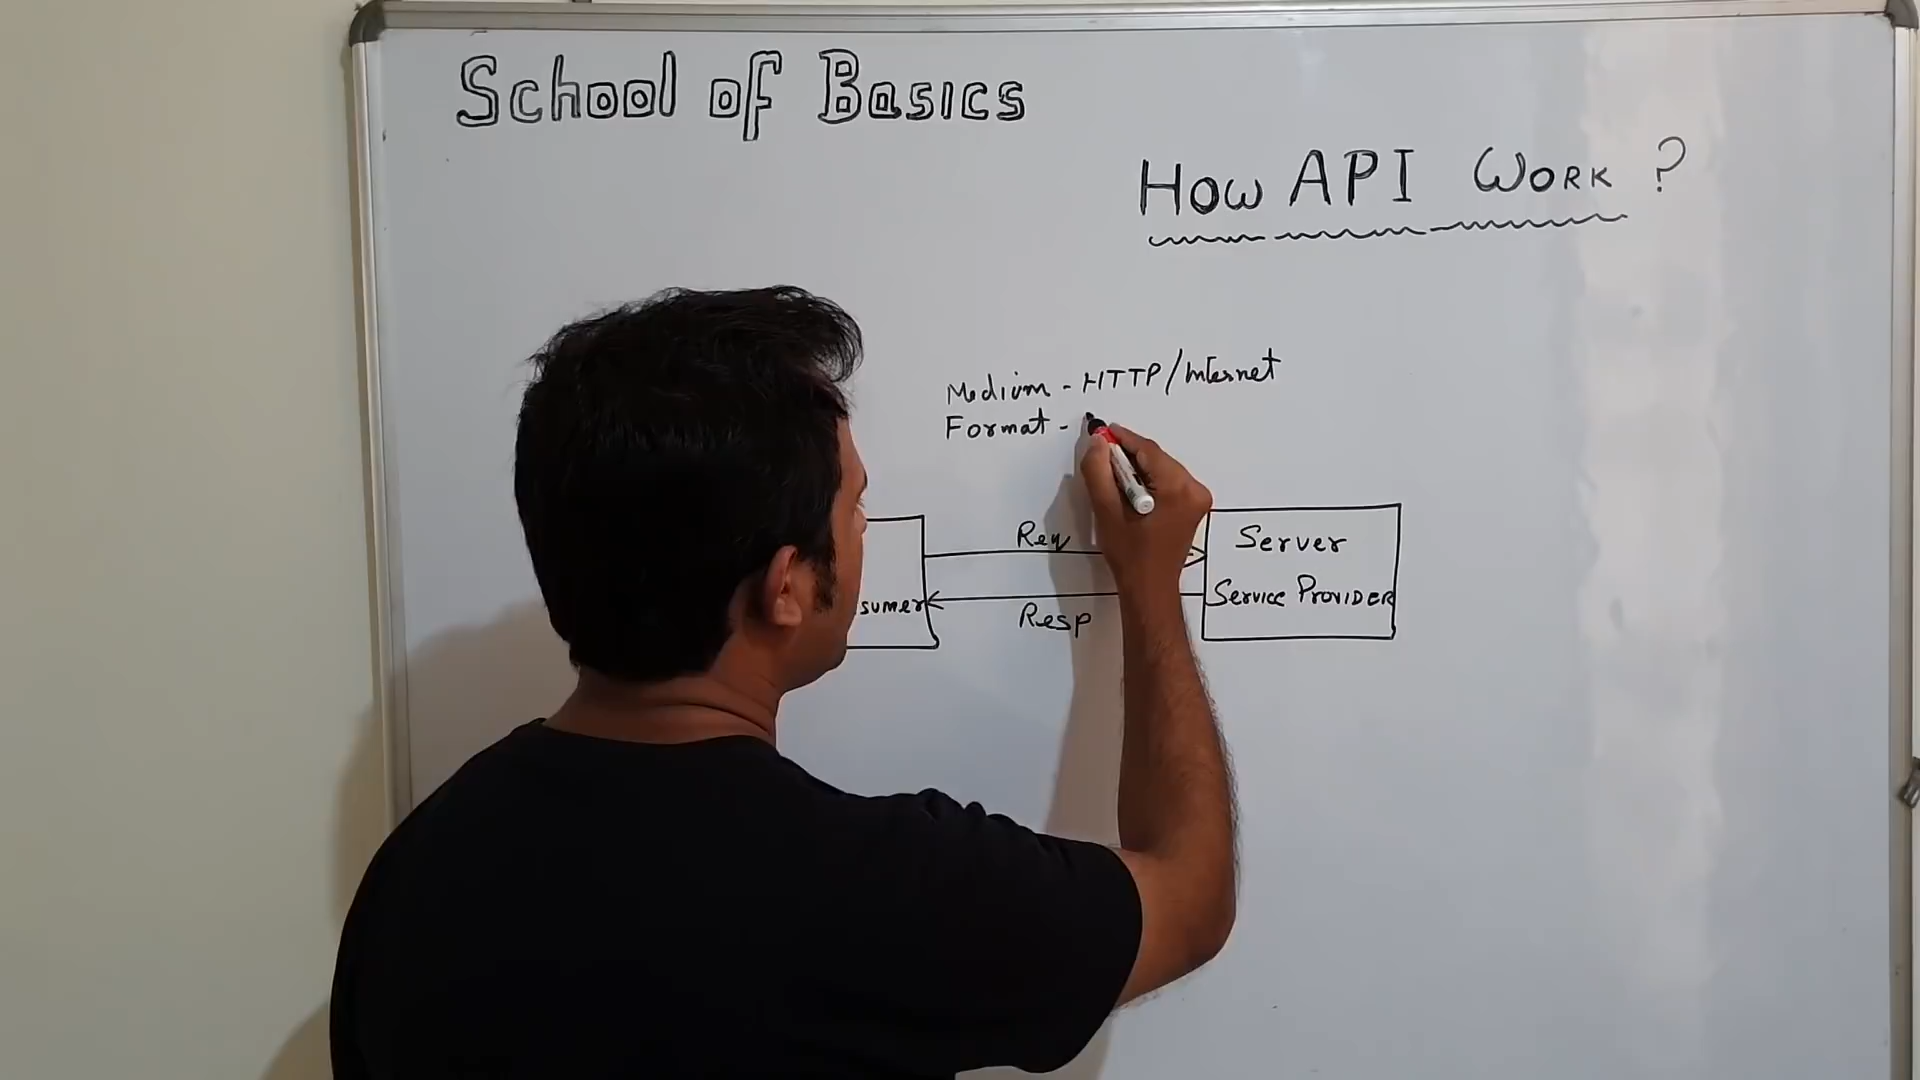 School of Basics
How API Work ?
Medium - HTTP/Internet
Format -
Req
Server
Service Provider
sumer
Resp